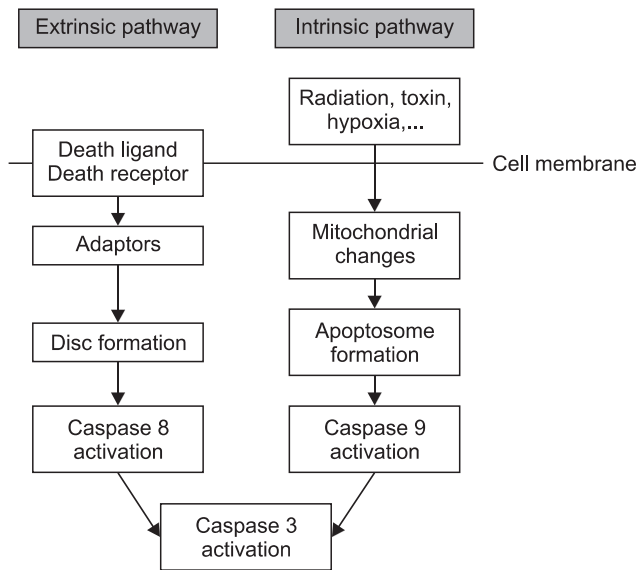 Extrinsic pathway
Intrinsic pathway
Radiation, toxin,
hypoxia,...
Death ligand
Death receptor
Cell membrane
Adaptors
Mitochondrial
changes
Disc formation
Apoptosome
formation
Caspase 8
activation
Caspase 9
activation
Caspase 3
activation